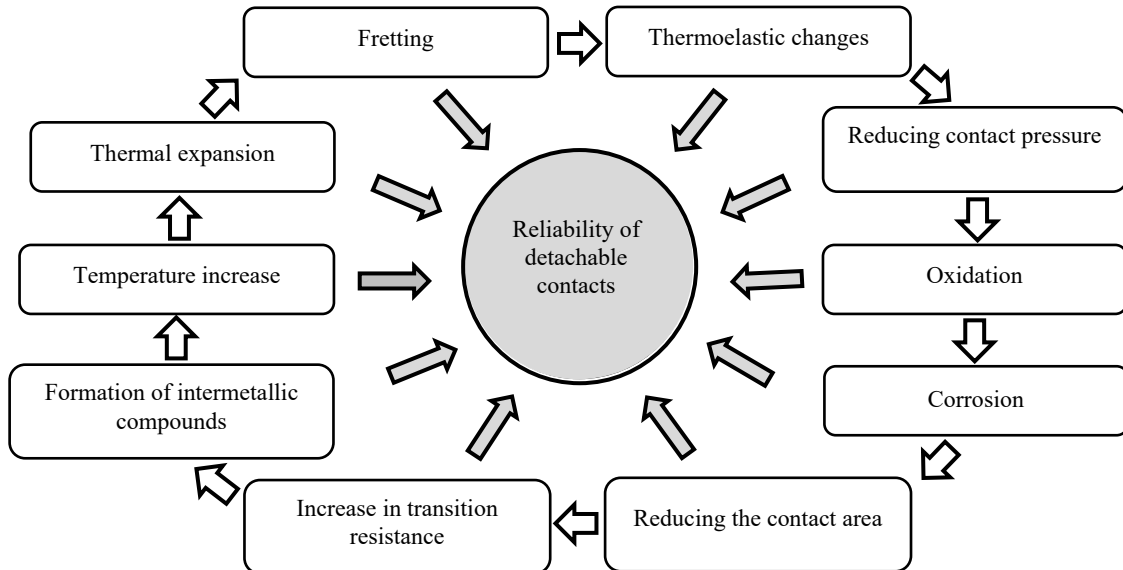 Fretting
Thermoelastic changes
Thermal expansion
Reducing contact pressure
Reliability of
detachable
contacts
Temperature increase
Oxidation
Formation of intermetallic
compounds
Corrosion
Increase in transition
resistance
Reducing the contact area